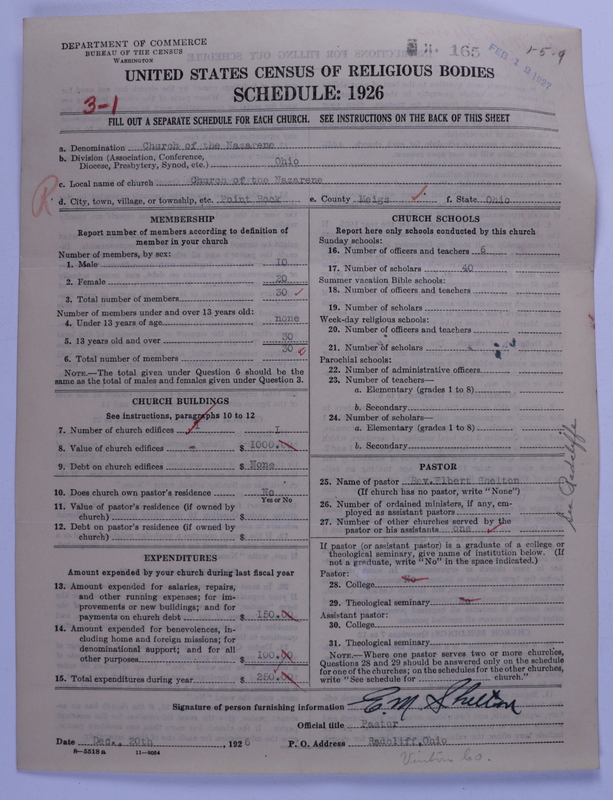 DEPARTMENT OF COMMERCE
BUREAU OF THE CENSUS
WASHINGTON
165
FEB 1 1927
1-5-9
UNITED STATES CENSUS OF RELIGIOUS BODIES
SCHEDULE: 1926
3-1
FILL OUT A SEPARATE SCHEDULE FOR EACH CHURCH. SEE INSTRUCTIONS ON THE BACK OF THIS SHEET
a. Denomination Church of the Nazarene
b. Division (Association, Conference, Diocese, Presbytery, Synod, etc.) Ohio
c. Local name of church Church of the Nazarene
R d. City, town, village, or township, etc. Point Rock e. County Meigs ✓ f. State Ohio
MEMBERSHIP
Report number of members according to definition of
member in your church
Number of members, by sex:
1. Male 10
2. Female 20
3. Total number of members 30 ✓
Number of members under and over 13 years old:
4. Under 13 years of age none
5. 13 years old and over 30
6. Total number of members 30
NOTE.—The total given under Question 6 should be
same as the total of males and females given under Question 3.
CHURCH BUILDINGS
See instructions, paragraphs 10 to 12
7. Number of church edifices 1 1
8. Value of church edifices $ 1000.00
9. Debt on church edifices $ None
10. Does church own pastor's residence No
Yes or No
11. Value of pastor's residence (if owned by
church) $
12. Debt on pastor's residence (if owned by
church) $
EXPENDITURES
Amount expended by your church during last fiscal year
13. Amount expended for salaries, repairs,
and other running expenses; for im-
provements or new buildings; and for
payments on church debt $ 150.00
14. Amount expended for benevolences, in-
cluding home and foreign missions; for
denominational support; and for all
other purposes 100.00
15. Total expenditures during year $ 250.00
CHURCH SCHOOLS
Report here only schools conducted by this church
Sunday schools:
16. Number of officers and teachers 6
17. Number of scholars 40
Summer vacation Bible schools:
18. Number of officers and teachers
19. Number of scholars
Week-day religious schools:
20. Number of officers and teachers
21. Number of scholars
Parochial schools:
22. Number of administrative officers
23. Number of teachers—
a. Elementary (grades 1 to 8)
b. Secondary
24. Number of scholars—
a. Elementary (grades 1 to 8)
b. Secondary
PASTOR
25. Name of pastor Rev. Elbert Shelton
(If church has no pastor, write "None")
26. Number of ordained ministers, if any, em-
ployed as assistant pastors
27. Number of other churches served by the
pastor or his assistants one ✓
See Radcliffe
If pastor (or assistant pastor) is a graduate of a college or
theological seminary, give name of institution below. (If
not a graduate, write "No" in the space indicated.)
Pastor:
28. College No
29. Theological seminary no
Assistant pastor:
30. College
31. Theological seminary
NOTE.—Where one pastor serves two or more churches,
Questions 28 and 29 should be answered only on the schedule
for one of the churches; on the schedules for the other churches,
write "See schedule for church."
Signature of person furnishing information E. M. Shelton
Official title Pastor
Date Dec., 20th, 1926 P. O. Address Radcliff, Ohio
8-5518a 11-9064
Vinton Co.